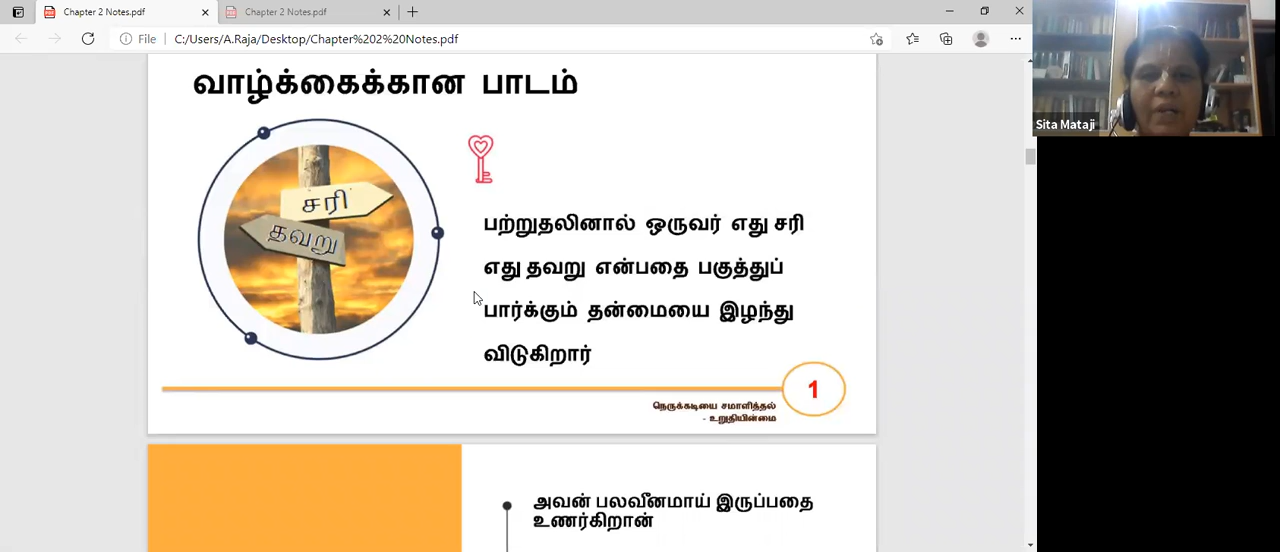 Chapter 2 Notes.pdf
Chapter 2 Notes.pdf
File
C:/Users/A.Raja/Desktop/Chapter%202%20Notes.pdf
Sita Mataji
வாழ்க்கைக்கான பாடம்
சரி
தவறு
பற்றுதலினால் ஒருவர் எது சரி
எது தவறு என்பதை பகுத்துப்
பார்க்கும் தன்மையை இழந்து
விடுகிறார்
1
நெருக்கடியை சமாளித்தல்
- உறுதியின்மை
அவன் பலவீனமாய் இருப்பதை
உணர்கிறான்